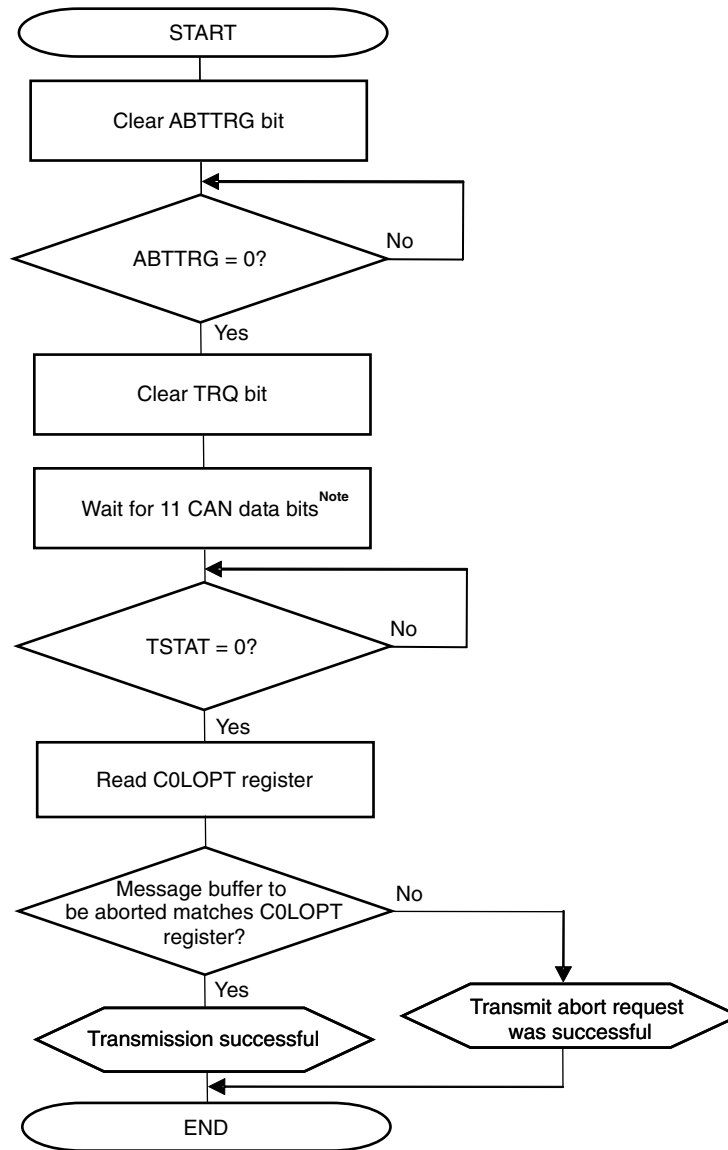 START
Clear ABTTRG bit
ABTTRG = 0?
No
Yes
Clear TRQ bit
Wait for 11 CAN data bits Note
TSTAT = 0?
No
Yes
Read C0LOPT register
Message buffer to
be aborted matches C0LOPT
register?
No
Yes
Transmission successful
Transmit abort request
was successful
END